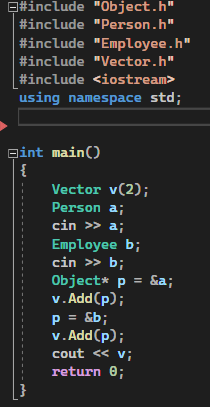 #include "Object.h"
#include "Person.h"
#include "Employee.h"
#include "Vector.h"
#include <iostream>
using namespace std;
int main()
{
Vector v(2);
Person a;
cin >> a;
Employee b;
cin >> b;
Object* p = &a;
v.Add(p);
p = &b;
v.Add(p);
cout << v;
return 0;
}